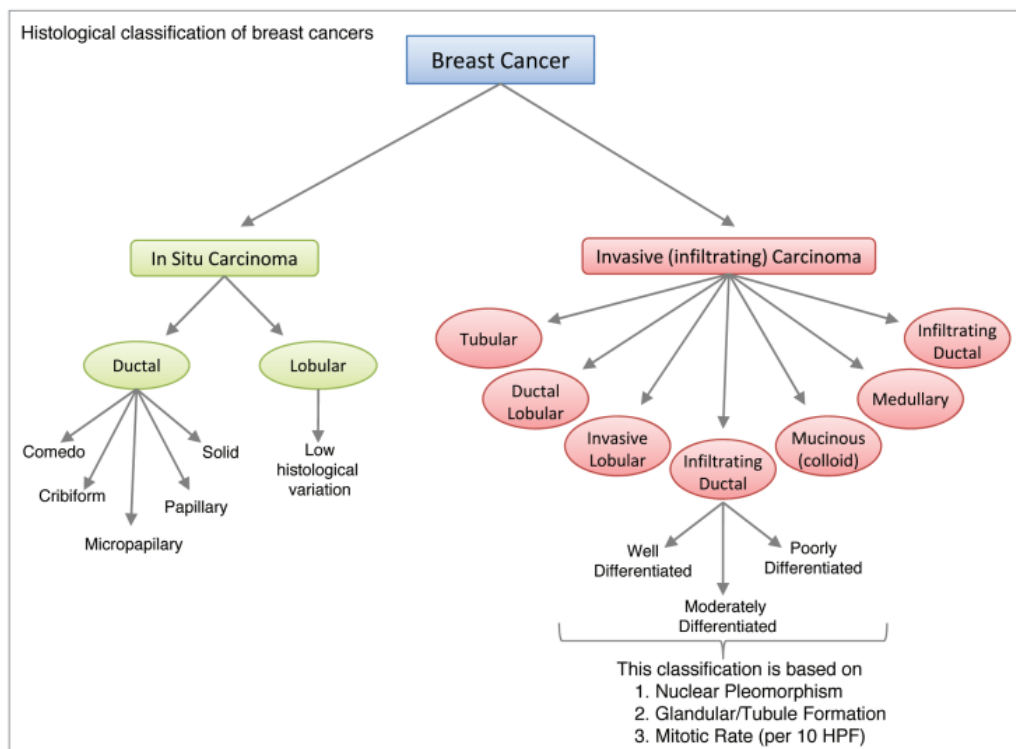 Histological classification of breast cancers
Breast Cancer
In Situ Carcinoma
Ductal
Lobular
Comedo
Cribiform
Micropapilary
Papillary
Solid
Low
histological
variation
Invasive (infiltrating) Carcinoma
Tubular
Ductal
Lobular
Invasive
Lobular
Infiltrating
Ductal
Mucinous
(colloid)
Medullary
Infiltrating
Ductal
Well
Differentiated
Moderately
Differentiated
Poorly
Differentiated
This classification is based on
1. Nuclear Pleomorphism
2. Glandular/Tubule Formation
3. Mitotic Rate (per 10 HPF)